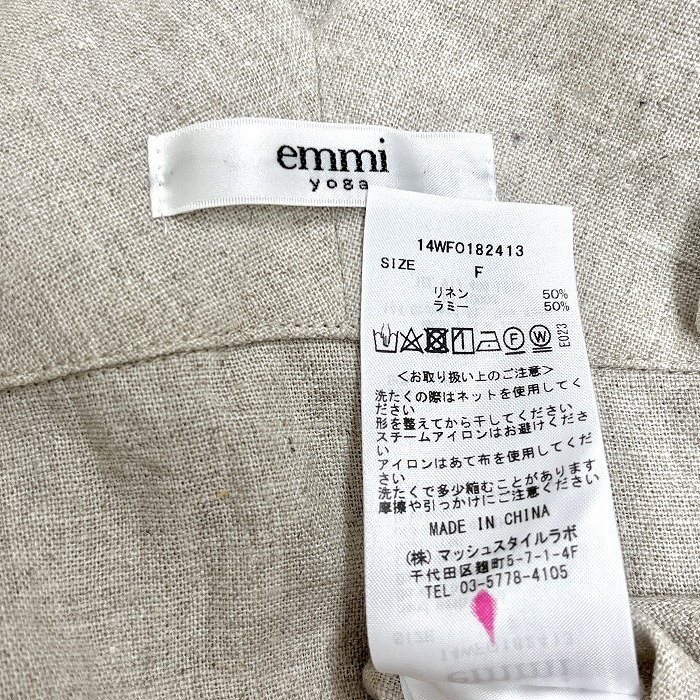 emmi
yoga
14WFO182413
SIZE F
リネン 50%
ラミー 50%
E023
<お取り扱い上のご注意>
洗たくの際はネットを使用してく
ださい
形を整えてから干してください
スチームアイロンはお避けくださ
い
アイロンはあて布を使用してくだ
さい
洗たくで多少縮むことがあります
摩擦や引っかけにご注意ください
MADE IN CHINA
(株) マッシュスタイルラボ
千代田区麹町5-7-1-4F
TEL 03-5778-4105